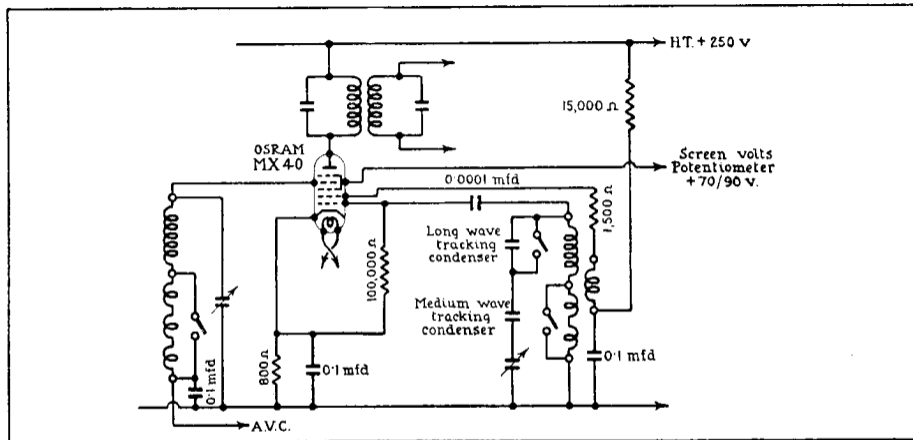 H.T. + 250 v
15,000 Ω
OSRAM
MX 40
Screen volts
Potentiometer
+70/90 v.
0.0001 mfd
1,500 Ω
Long wave
tracking
condenser
100,000 Ω
Medium wave
tracking
condenser
0.1 mfd
800 Ω
0.1 mfd
0.1 mfd
A.V.C.